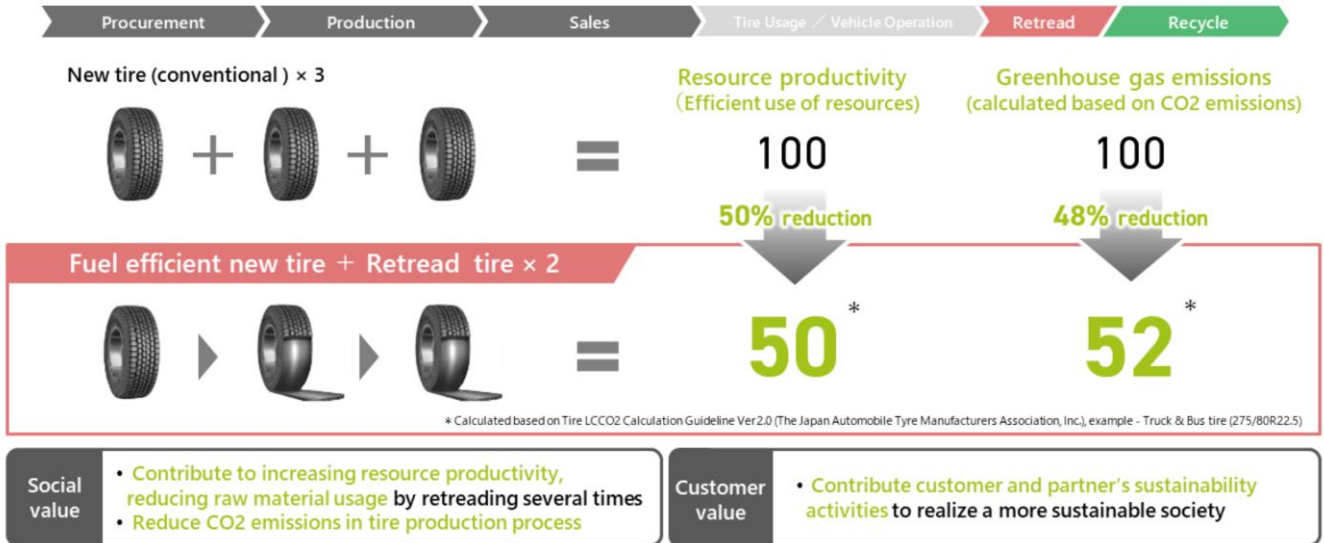 Procurement
Production
Sales
Tire Usage／Vehicle Operation
Retread
Recycle
New tire (conventional ) × 3
Resource productivity
（Efficient use of resources)
Greenhouse gas emissions
(calculated based on CO2 emissions)
+
+
=
100
100
50% reduction
48% reduction
Fuel efficient new tire ＋ Retread tire × 2
=
50*
52*
* Calculated based on Tire LCCO2 Calculation Guideline Ver2.0 (The Japan Automobile Tyre Manufacturers Association, Inc.), example - Truck & Bus tire (275/80R22.5)
Social
value
• Contribute to increasing resource productivity,
reducing raw material usage by retreading several times
• Reduce CO2 emissions in tire production process
Customer
value
• Contribute customer and partner's sustainability
activities to realize a more sustainable society